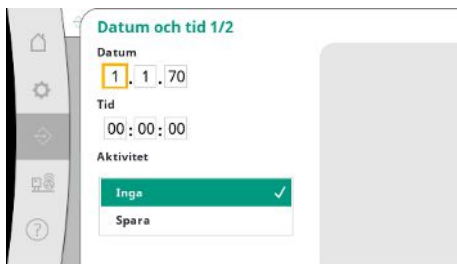 Datum och tid 1/2
Datum
1 . 1 . 70
Tid
00 : 00 : 00
Aktivitet
Inga ✓
Spara
?